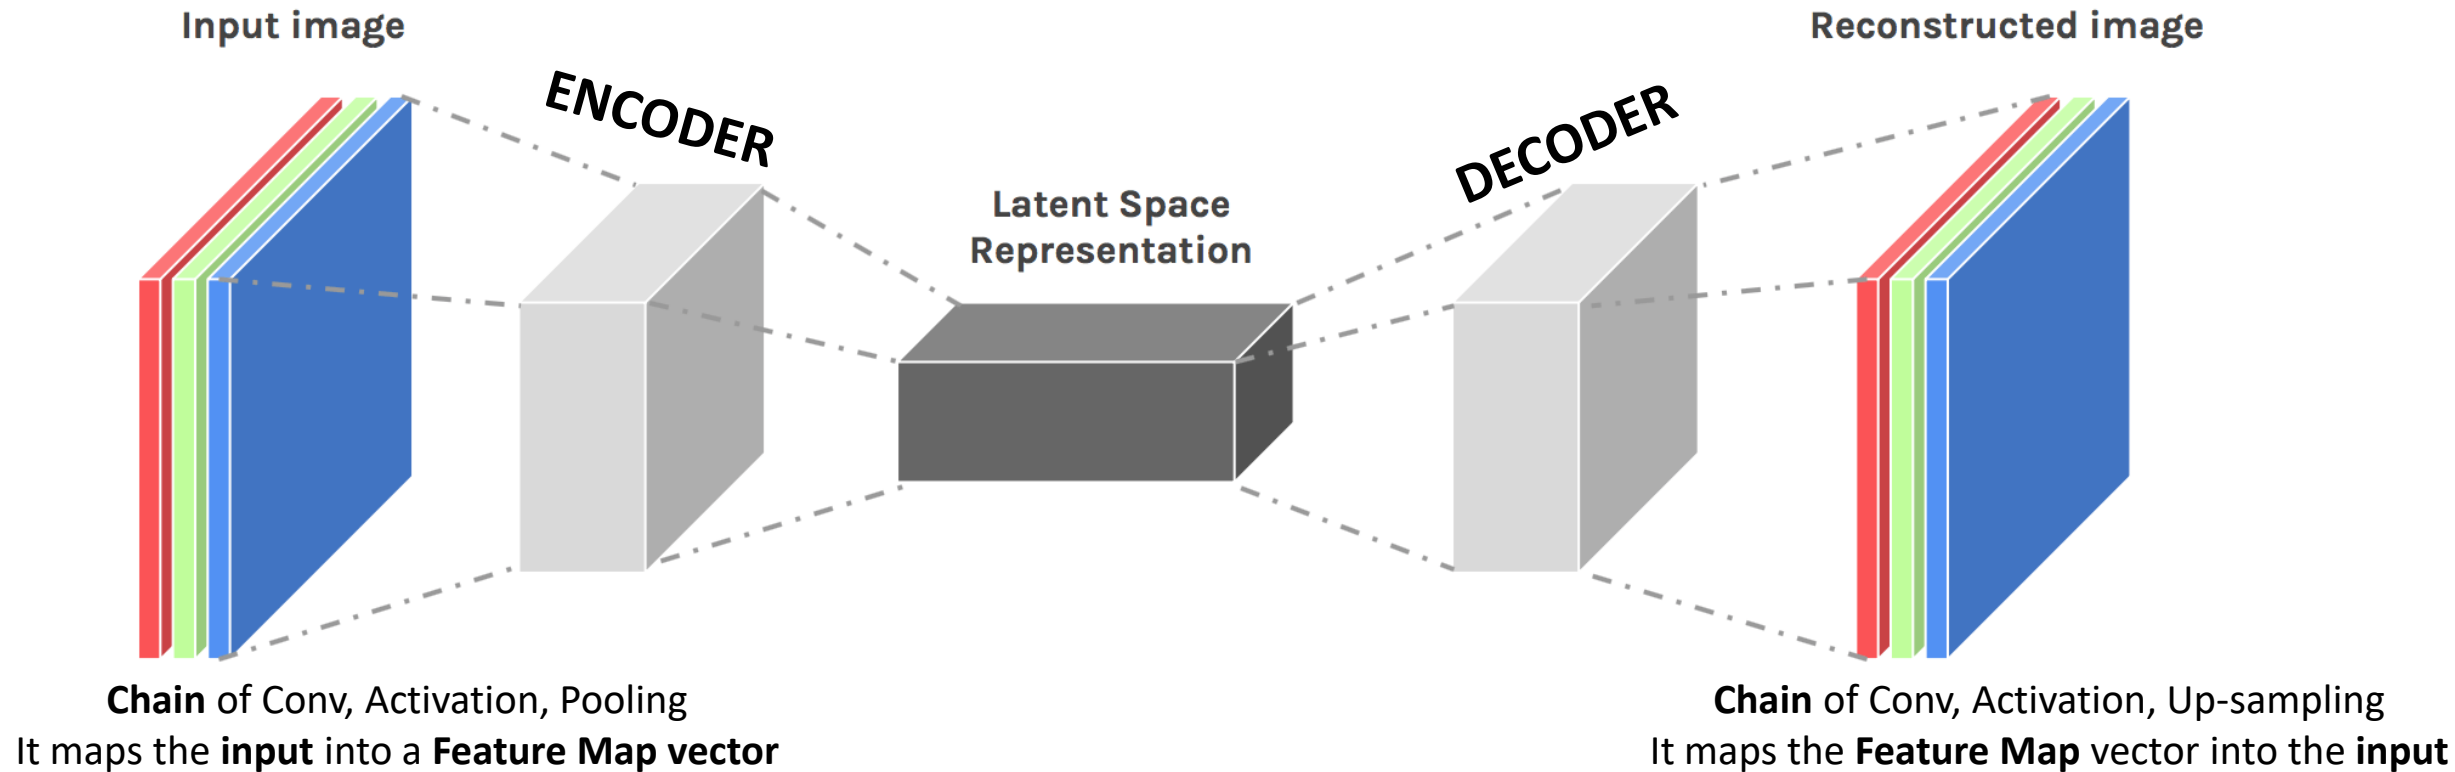 Input image
Reconstructed image
ENCODER
DECODER
Latent Space
Representation
Chain of Conv, Activation, Pooling
It maps the input into a Feature Map vector
Chain of Conv, Activation, Up-sampling
It maps the Feature Map vector into the input